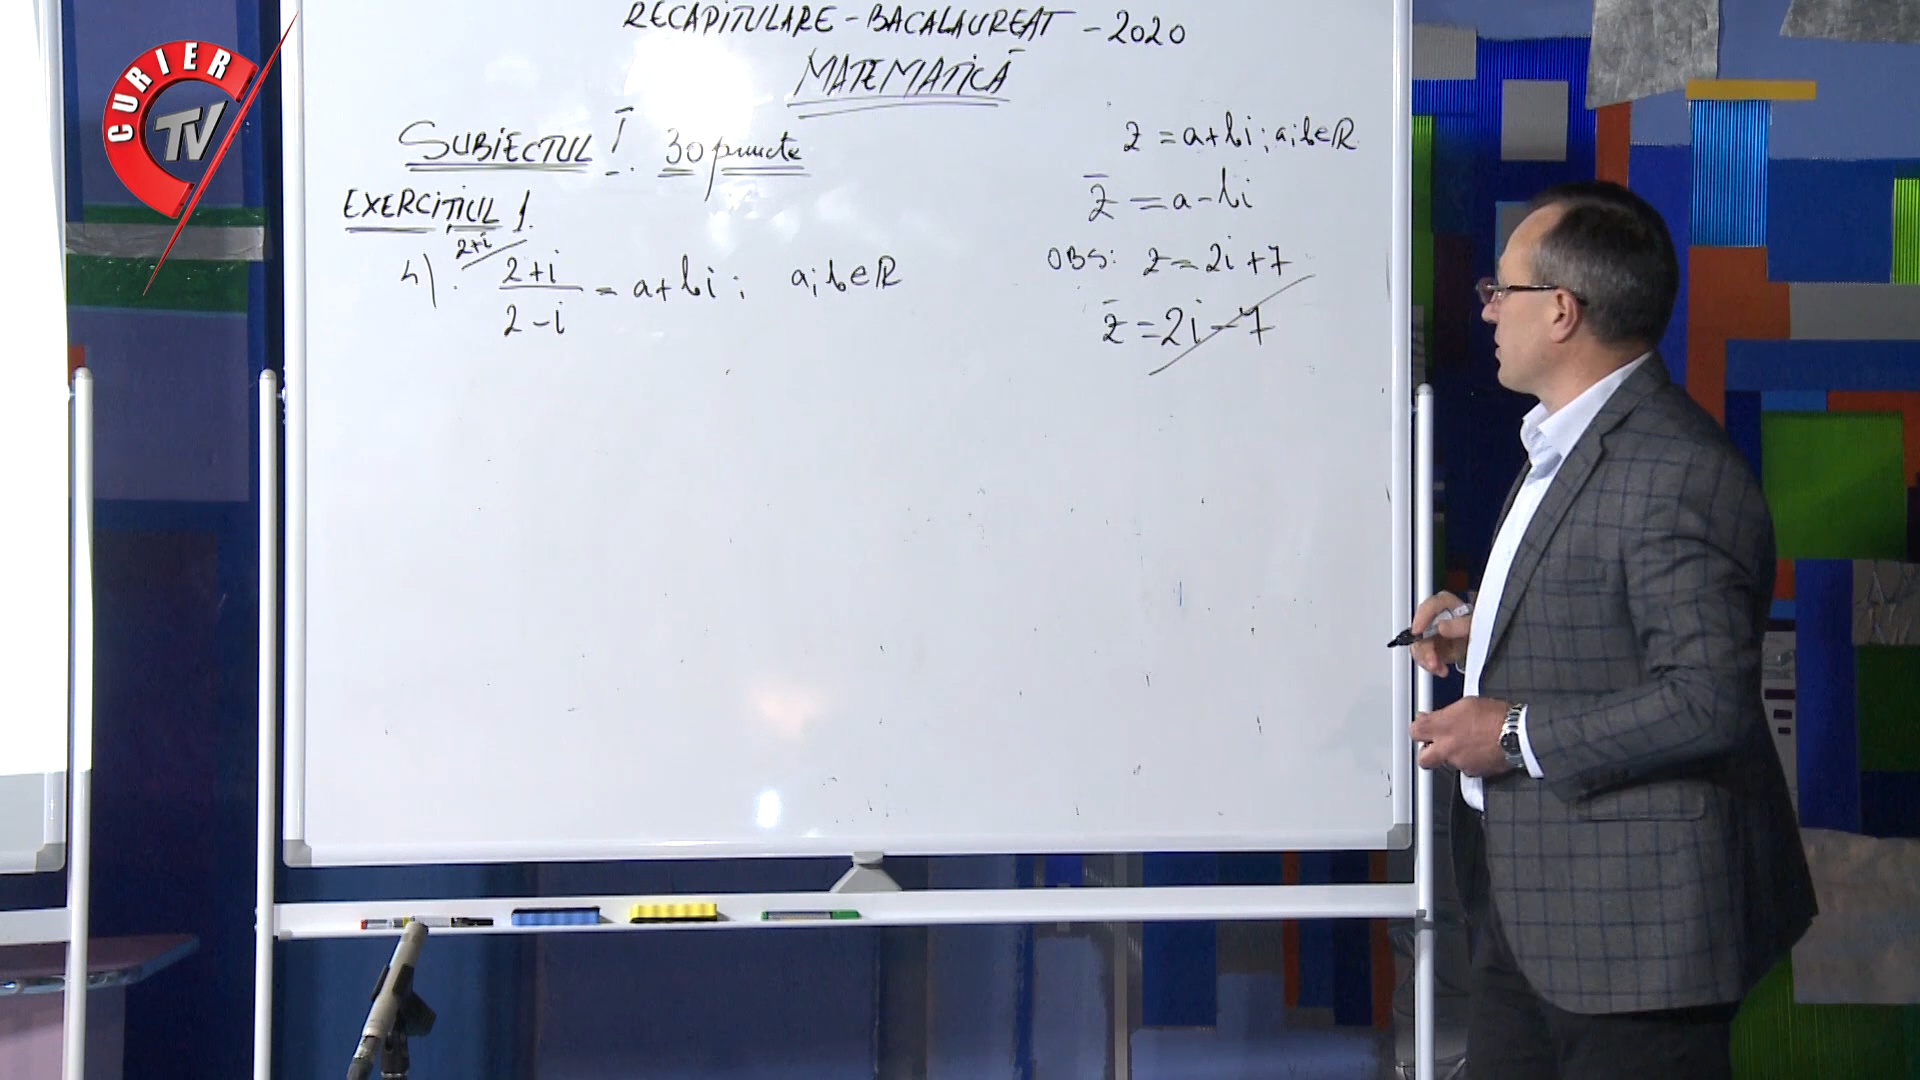 CURIER
TV
RECAPITULARE - BACALAUREAT - 2020
MATEMATICĂ
SUBIECTUL I. 30 puncte
EXERCIȚIUL 1.
4). 2+i) (2+i)/(2-i) = a+bi ; a;b∈R
z = a+bi ; a;b∈R
z̄ = a-bi
OBS: z = 2i+7
z̄ = 2i-7